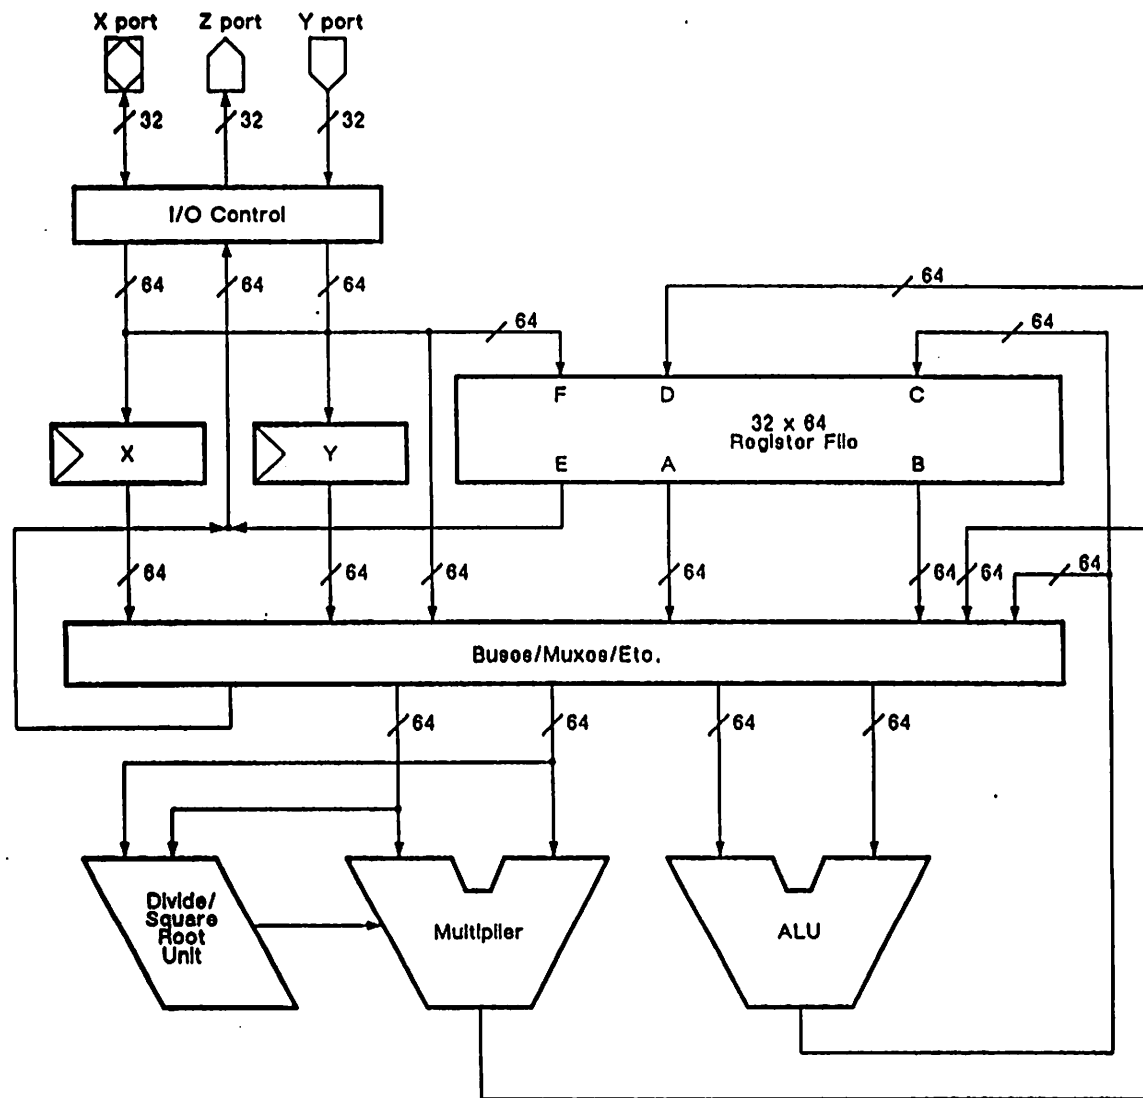 X port Z port Y port
32 32 32
I/O Control
64 64 64
64
64
64
F D C
32 x 64
Rogistor Filo
E A B
X
Y
64 64 64 64 64 64 64
Busos/Muxos/Eto.
64 64 64 64
Divide/
Square
Root
Unit
Multiplier
ALU